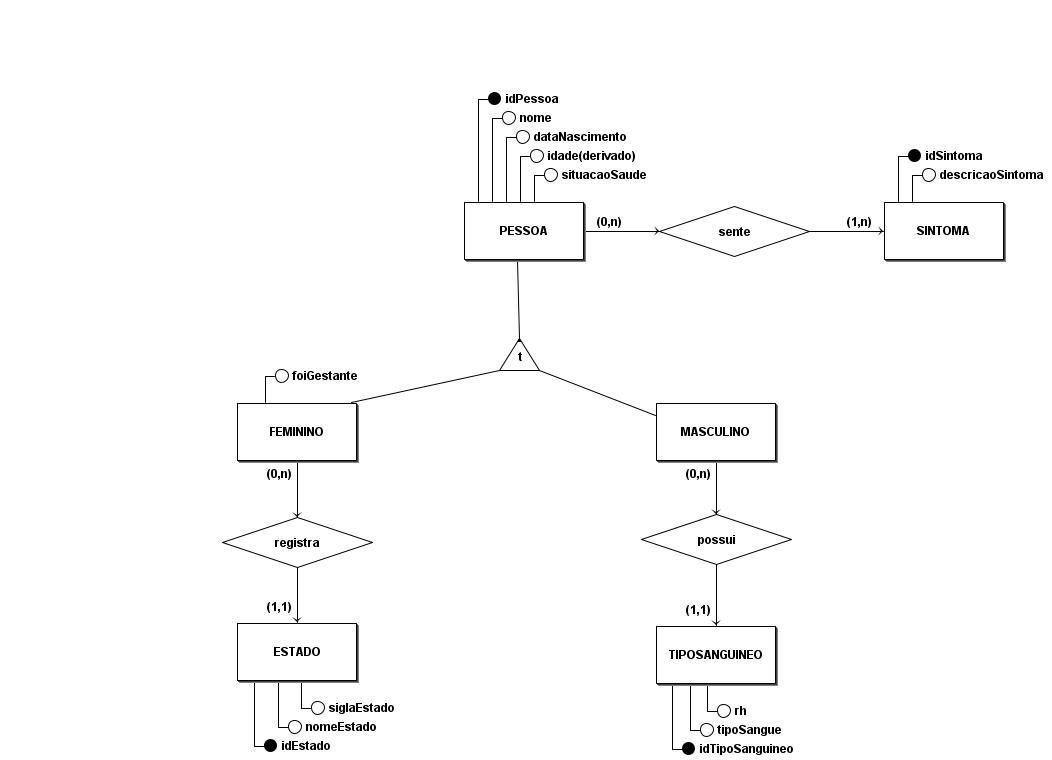 idPessoa
nome
dataNascimento
idade(derivado)
situacaoSaude
idSintoma
descricaoSintoma
PESSOA
(0,n)
sente
(1,n)
SINTOMA
t
foiGestante
FEMININO
MASCULINO
(0,n)
(0,n)
registra
possui
(1,1)
(1,1)
ESTADO
TIPOSANGUINEO
siglaEstado
nomeEstado
idEstado
rh
tipoSangue
idTipoSanguineo